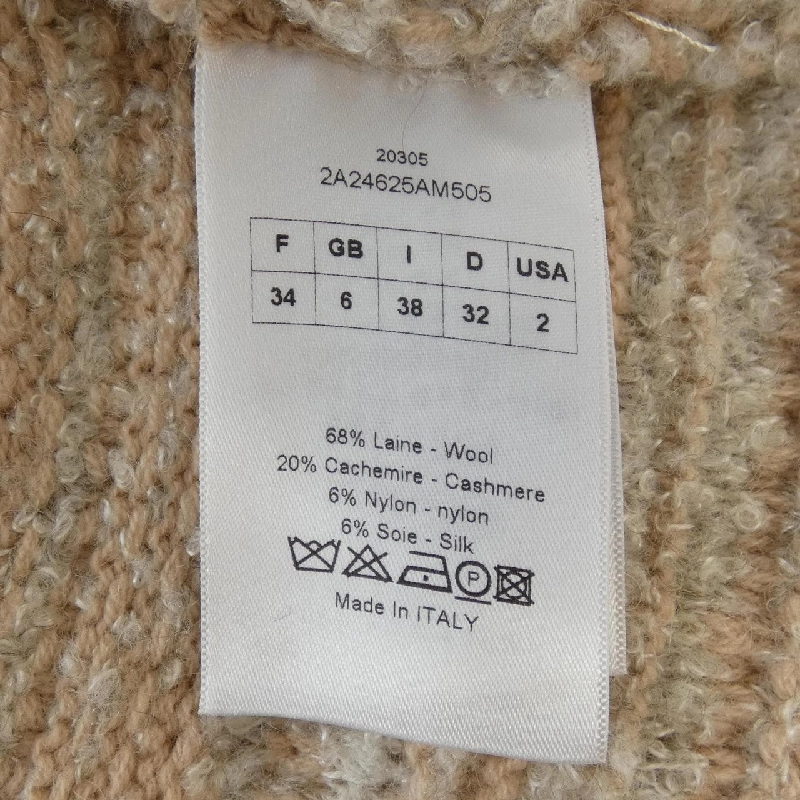 20305
2A24625AM505
F GB I D USA
34 6 38 32 2
68% Laine - Wool
20% Cachemire - Cashmere
6% Nylon - nylon
6% Soie - Silk
P
Made In ITALY